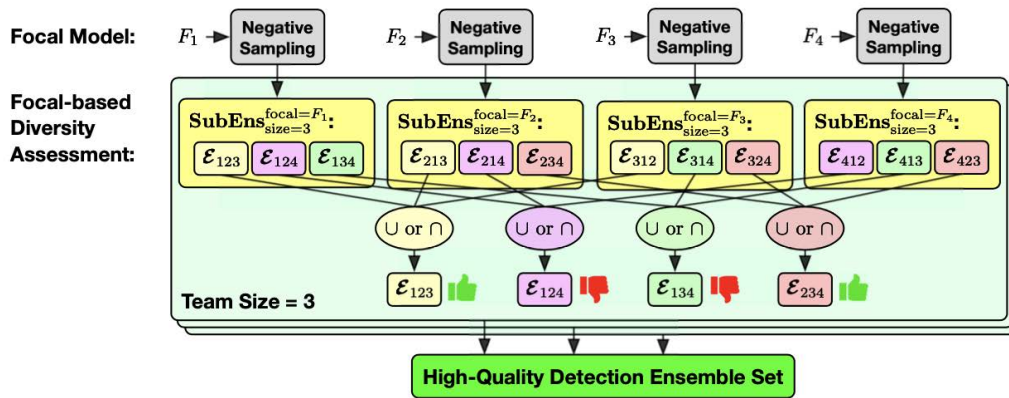 Focal Model: F₁ Negative Sampling F₂ Negative Sampling F₃ Negative Sampling F₄ Negative Sampling
Focal-based
Diversity
Assessment:
SubEns^{focal=F₁}_{size=3}: SubEns^{focal=F₂}_{size=3}: SubEns^{focal=F₃}_{size=3}: SubEns^{focal=F₄}_{size=3}:
ℰ₁₂₃ ℰ₁₂₄ ℰ₁₃₄ ℰ₂₁₃ ℰ₂₁₄ ℰ₂₃₄ ℰ₃₁₂ ℰ₃₁₄ ℰ₃₂₄ ℰ₄₁₂ ℰ₄₁₃ ℰ₄₂₃
∪ or ∩ ∪ or ∩ ∪ or ∩ ∪ or ∩
ℰ₁₂₃ ℰ₁₂₄ ℰ₁₃₄ ℰ₂₃₄
Team Size = 3
High-Quality Detection Ensemble Set